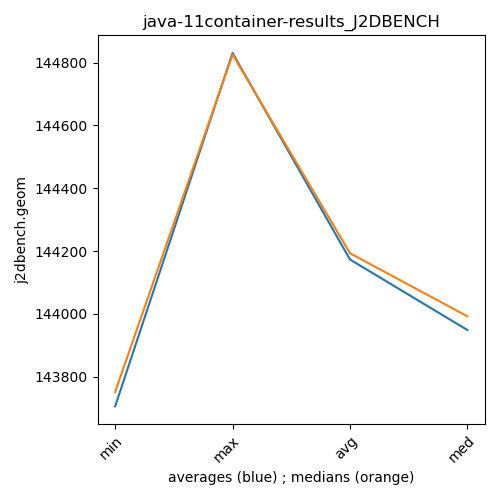 java-11container-results_J2DBENCH
144800
144600
144400
144200
144000
143800
j2dbench.geom
min
max
avg
med
averages (blue) ; medians (orange)